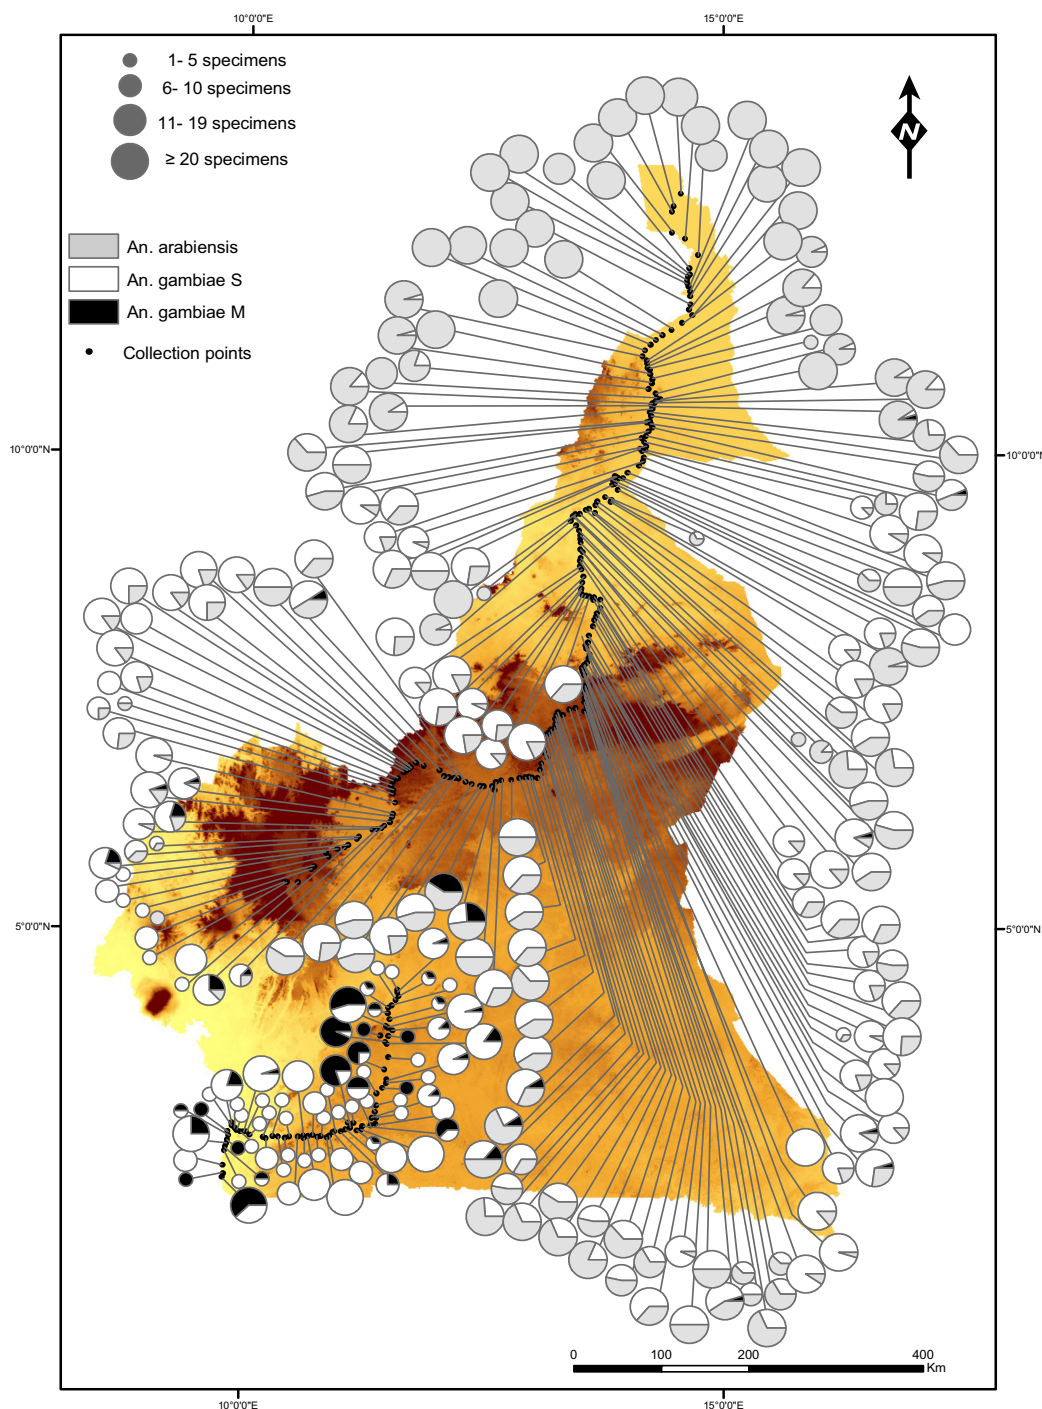 10°0'0"E 15°0'0"E
1- 5 specimens
6- 10 specimens
11- 19 specimens
≥ 20 specimens
N
An. arabiensis
An. gambiae S
An. gambiae M
Collection points
10°0'0"N 10°0'0"N
5°0'0"N 5°0'0"N
0 100 200 400
Km
10°0'0"E 15°0'0"E